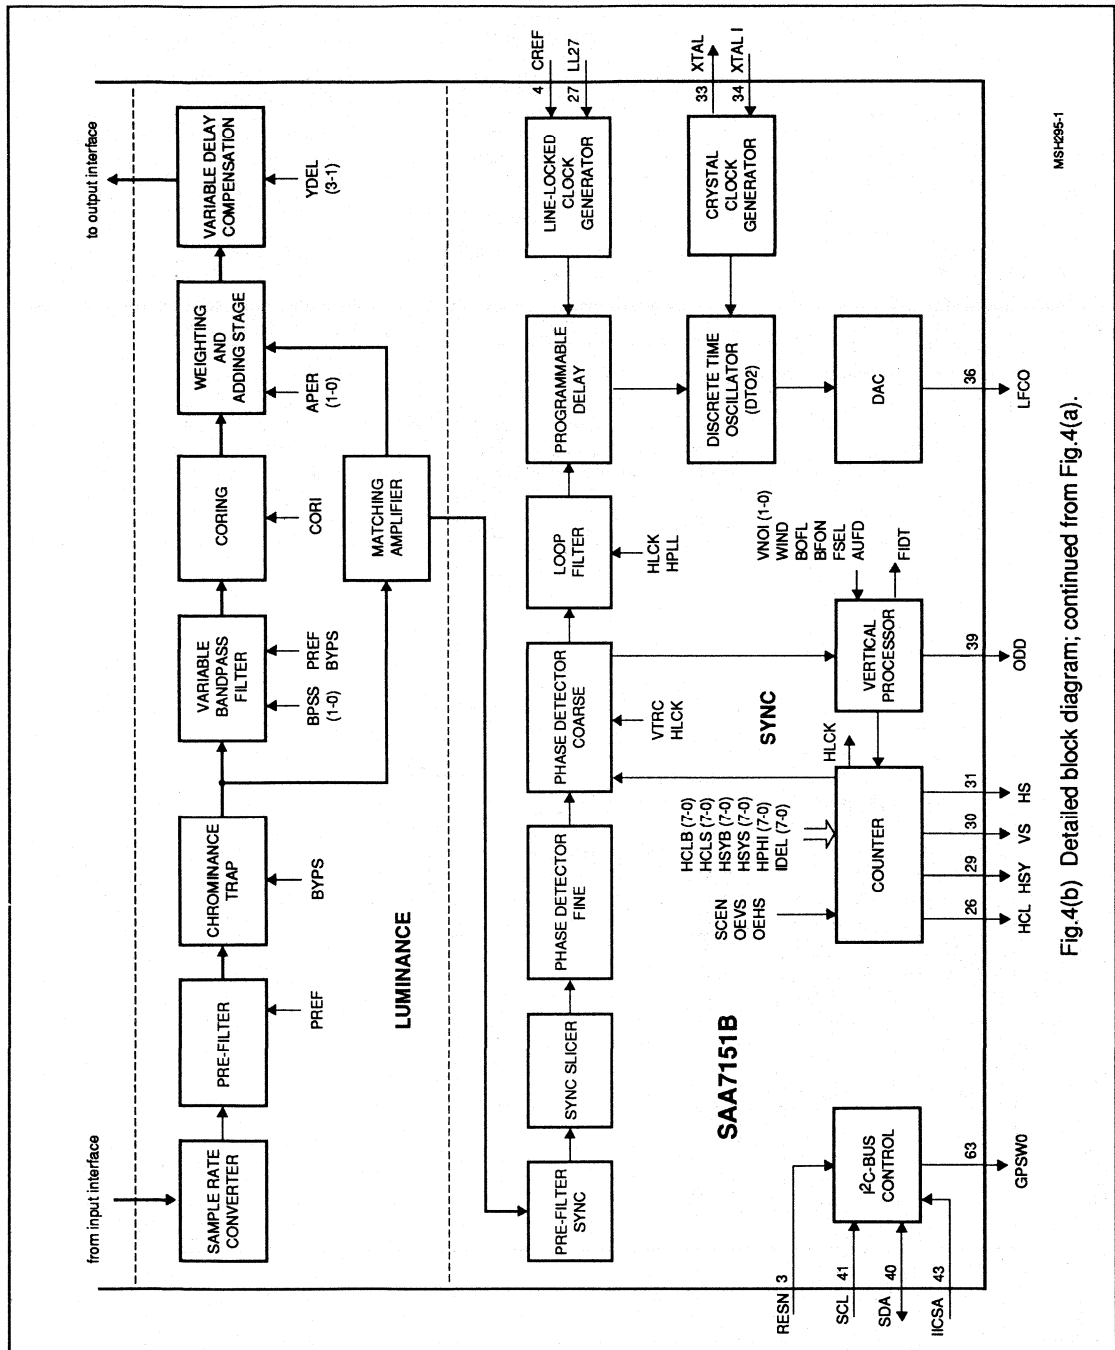 from input interface
to output interface
SAMPLE RATE
CONVERTER
PRE-FILTER
PREF
CHROMINANCE
TRAP
BYPS
VARIABLE
BANDPASS
FILTER
BPSS
(1-0)
PREF
BYPS
CORING
CORI
WEIGHTING
AND
ADDING STAGE
APER
(1-0)
VARIABLE DELAY
COMPENSATION
YDEL
(3-1)
MATCHING
AMPLIFIER
LUMINANCE
PRE-FILTER
SYNC
SYNC SLICER
PHASE DETECTOR
FINE
PHASE DETECTOR
COARSE
VTRC
HLCK
LOOP
FILTER
HLCK
HPLL
PROGRAMMABLE
DELAY
LINE-LOCKED
CLOCK
GENERATOR
4 CREF
27 LL27
CRYSTAL
CLOCK
GENERATOR
33 XTAL
34 XTAL I
DISCRETE TIME
OSCILLATOR
(DTO2)
DAC
36
LFCO
SYNC
VNOI (1-0)
WIND
BOFL
BFON
FSEL
AUFD
FIDT
VERTICAL
PROCESSOR
39
ODD
HLCK
HCLB (7-0)
HCLS (7-0)
HSYB (7-0)
HSYS (7-0)
HPHI (7-0)
IDEL (7-0)
SCEN
OEVS
OEHS
COUNTER
26 29 30 31
HCL HSY VS HS
SAA7151B
I²C-BUS
CONTROL
RESN 3
SCL 41
SDA 40
IICSA 43
63
GPSW0
MSH295-1
Fig.4(b) Detailed block diagram; continued from Fig.4(a).